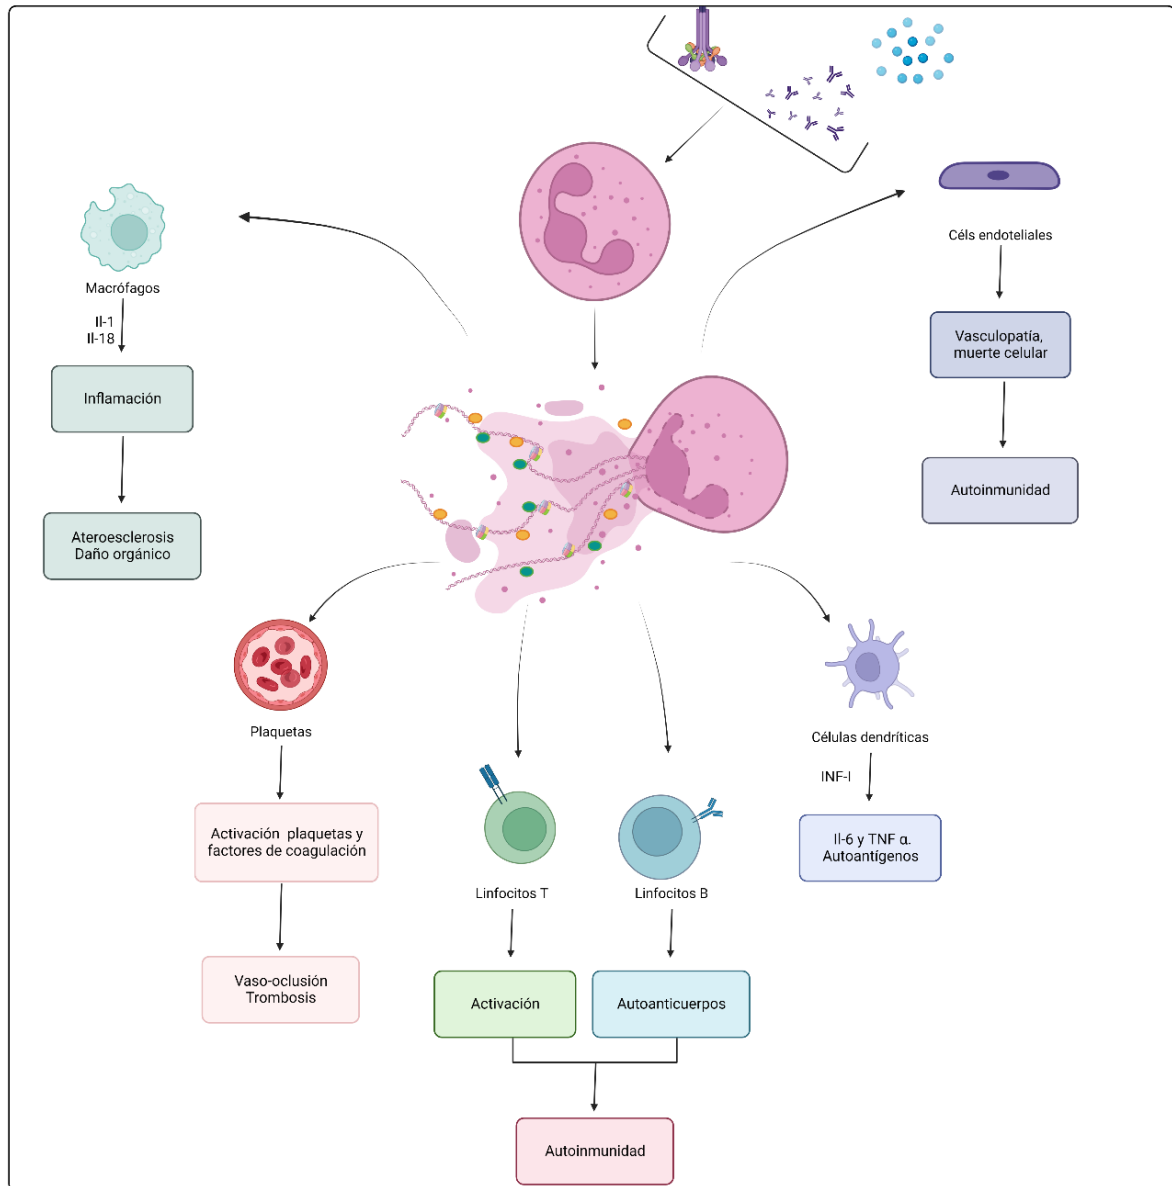 Macrófagos
Il-1
Il-18
Inflamación
Ateroesclerosis
Daño orgánico
Céls endoteliales
Vasculopatía,
muerte celular
Autoinmunidad
Plaquetas
Activación plaquetas y
factores de coagulación
Vaso-oclusión
Trombosis
Linfocitos T
Activación
Linfocitos B
Autoanticuerpos
Autoinmunidad
Células dendríticas
INF-I
Il-6 y TNF α.
Autoantígenos